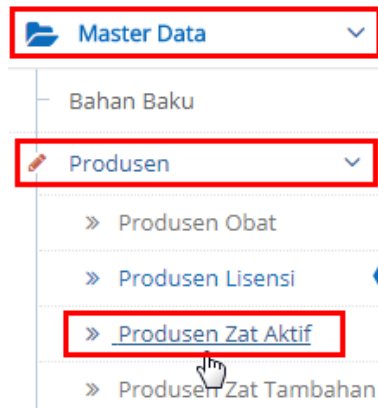 Master Data
Bahan Baku
Produsen
Produsen Obat
Produsen Lisensi
Produsen Zat Aktif
Produsen Zat Tambahan